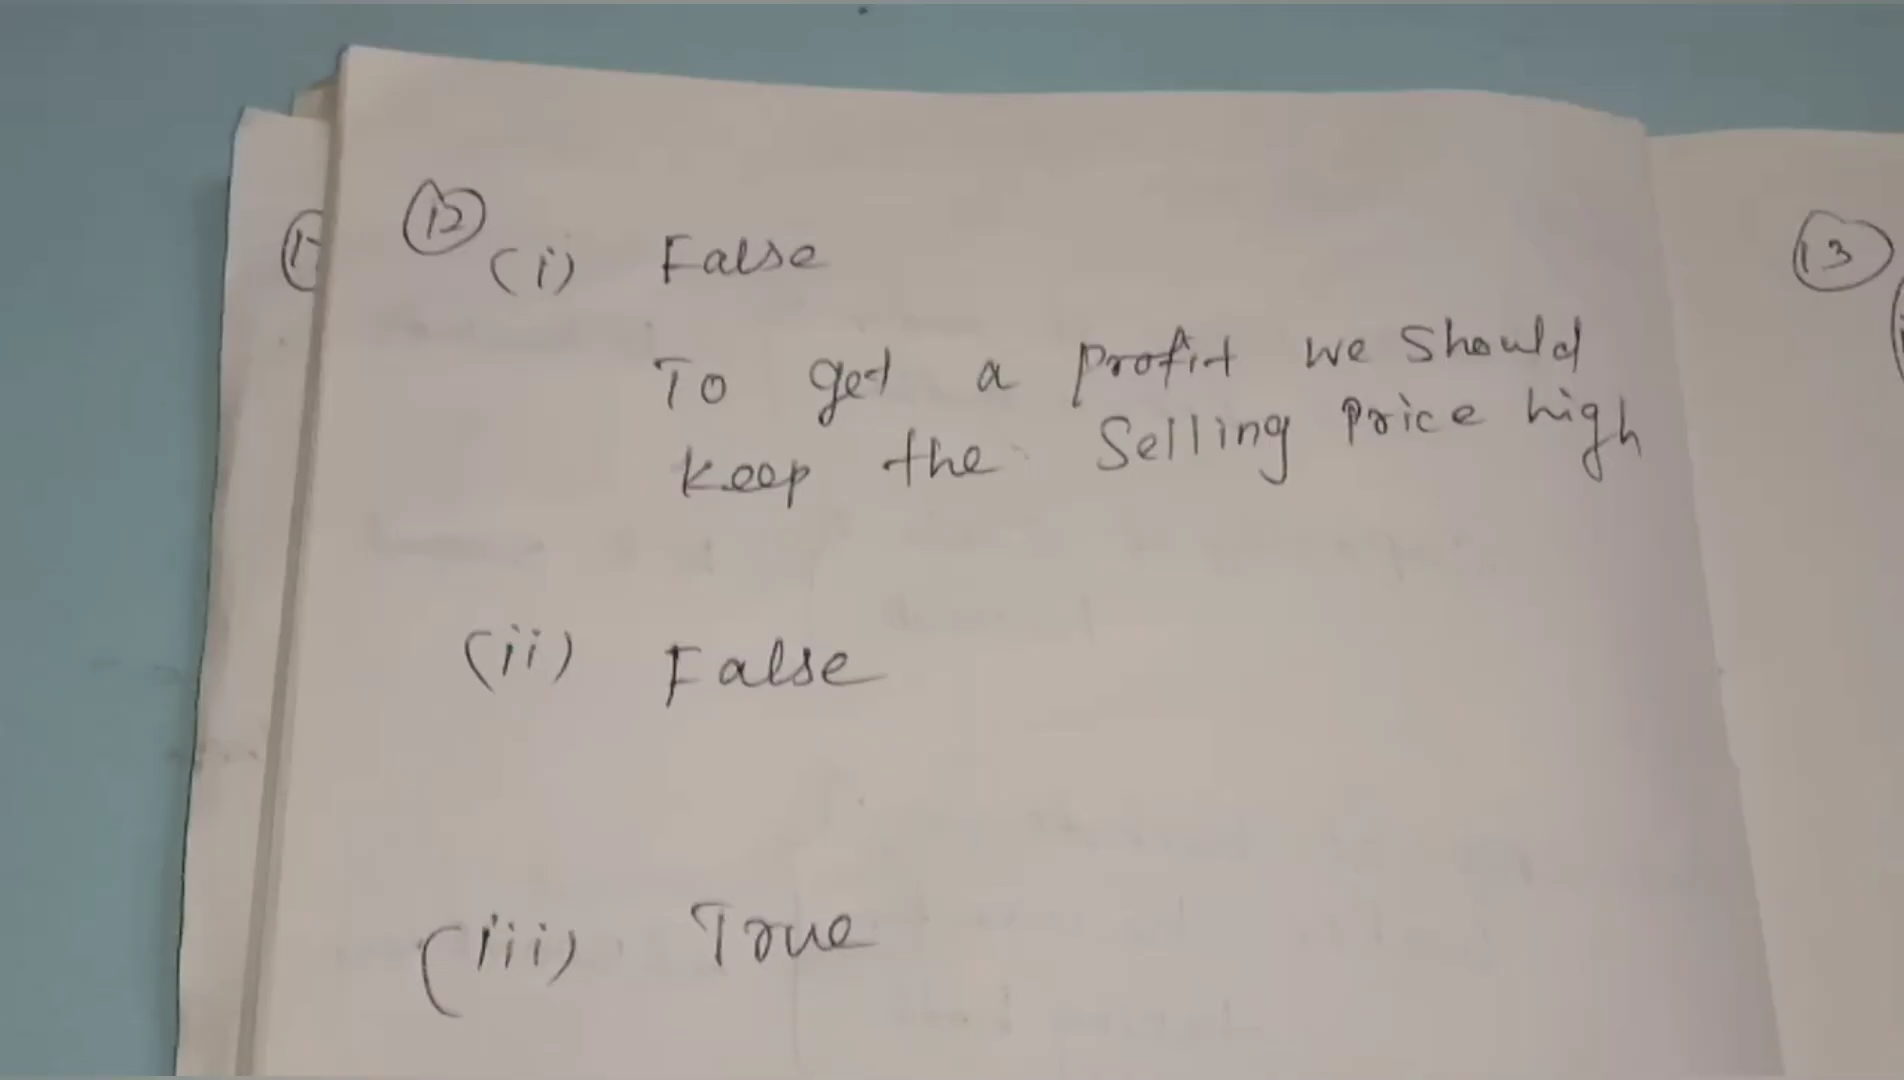 12
(i) False
To get a profit we should
keep the selling price high
(ii) False
(iii) True
13